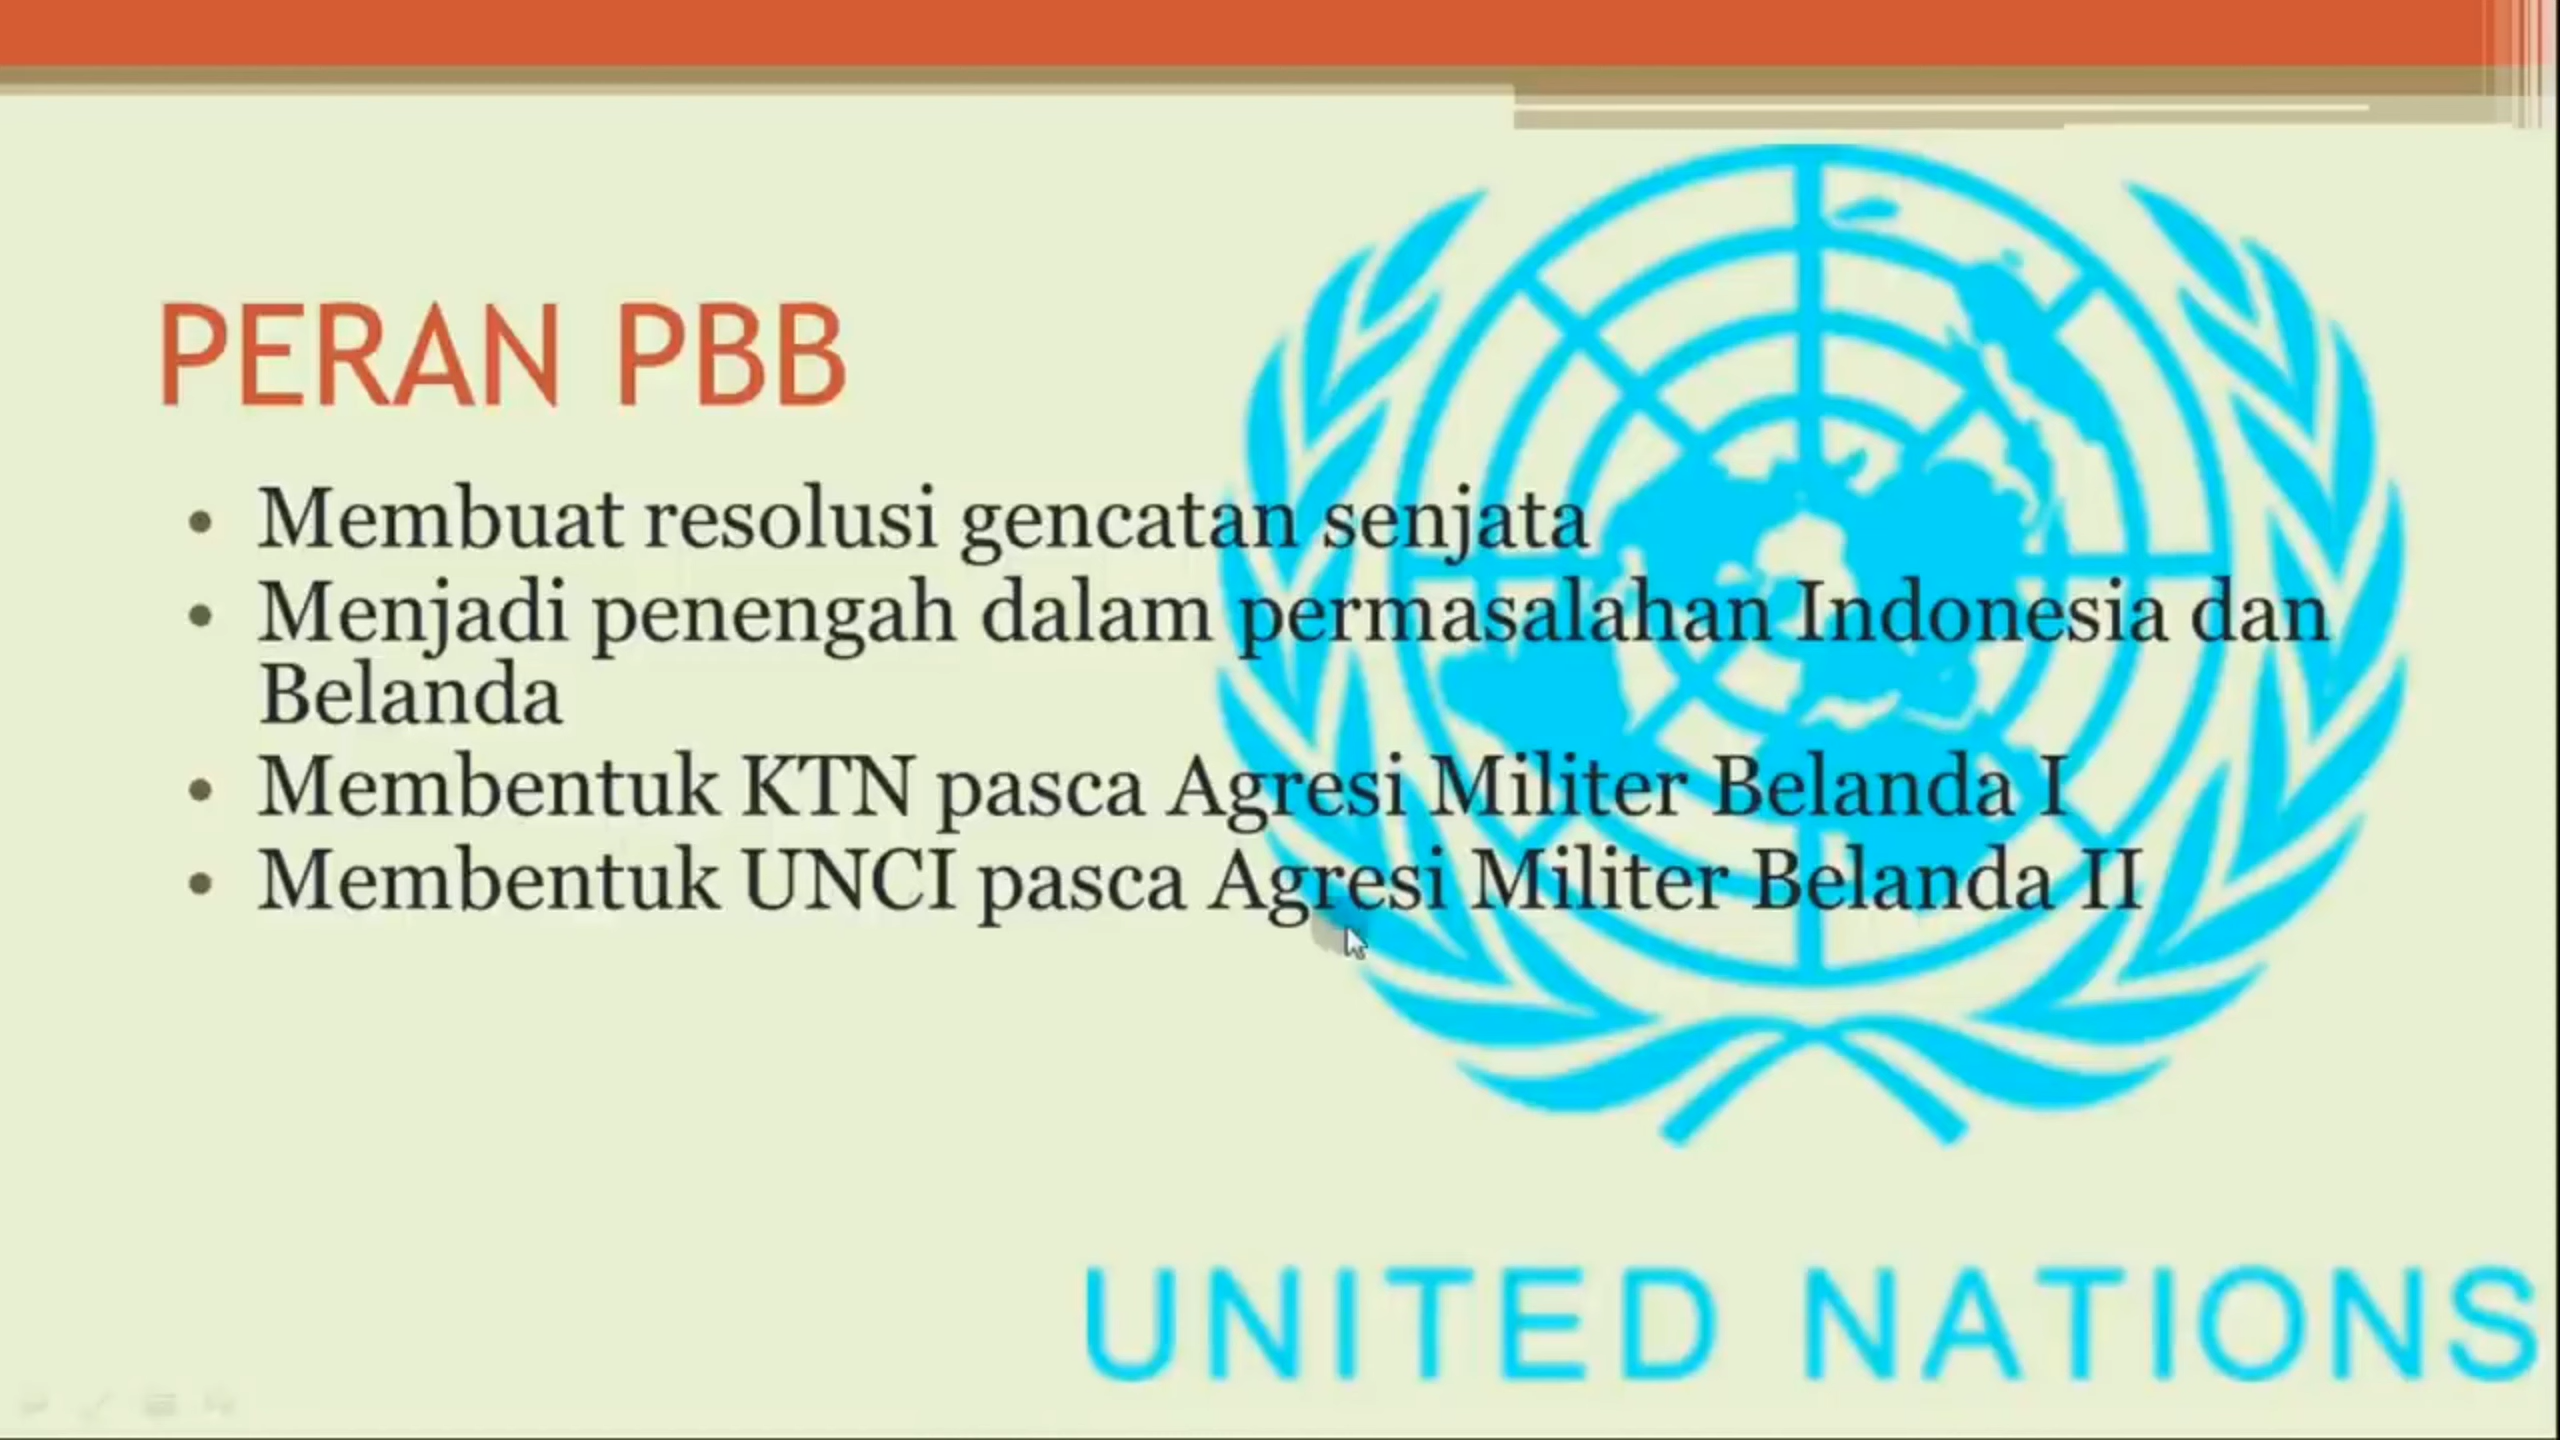 PERAN PBB
• Membuat resolusi gencatan senjata
• Menjadi penengah dalam permasalahan Indonesia dan
Belanda
• Membentuk KTN pasca Agresi Militer Belanda I
• Membentuk UNCI pasca Agresi Militer Belanda II
UNITED NATIONS